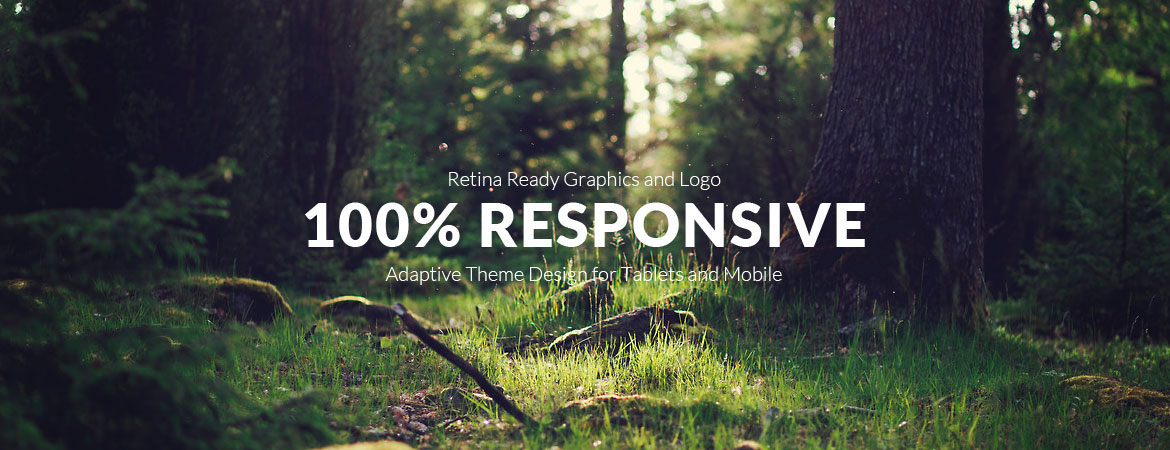 Retina Ready Graphics and Logo
100% RESPONSIVE
Adaptive Theme Design for Tablets and Mobile